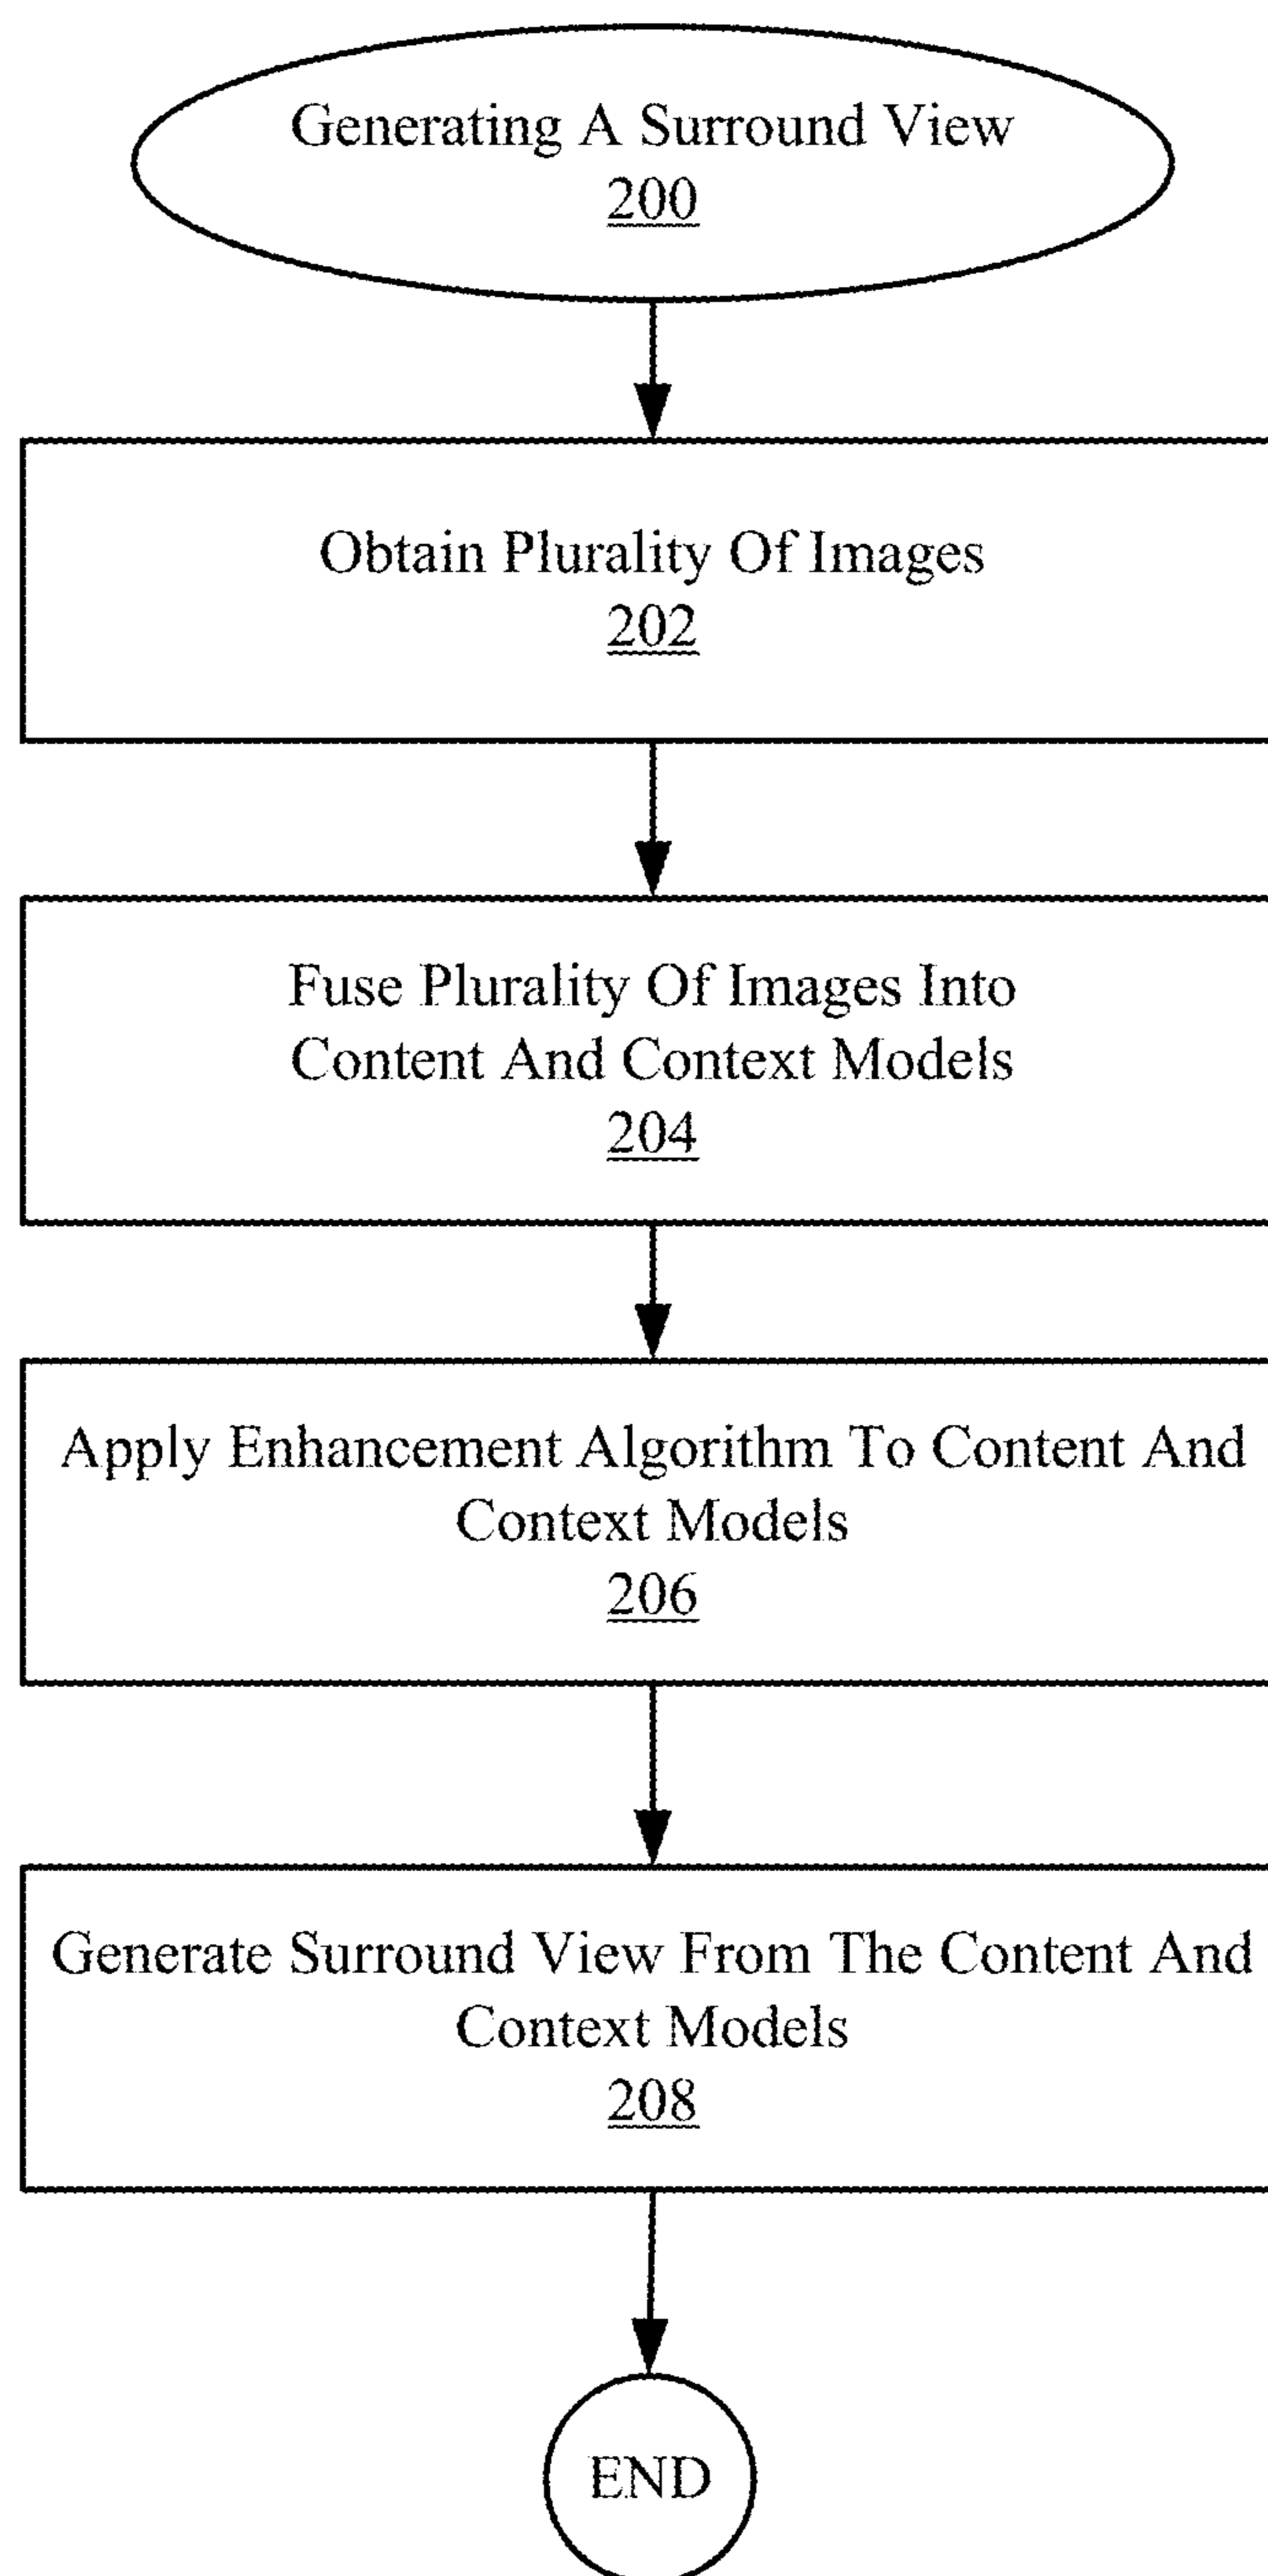 Generating A Surround View
200
Obtain Plurality Of Images
202
Fuse Plurality Of Images Into
Content And Context Models
204
Apply Enhancement Algorithm To Content And
Context Models
206
Generate Surround View From The Content And
Context Models
208
END